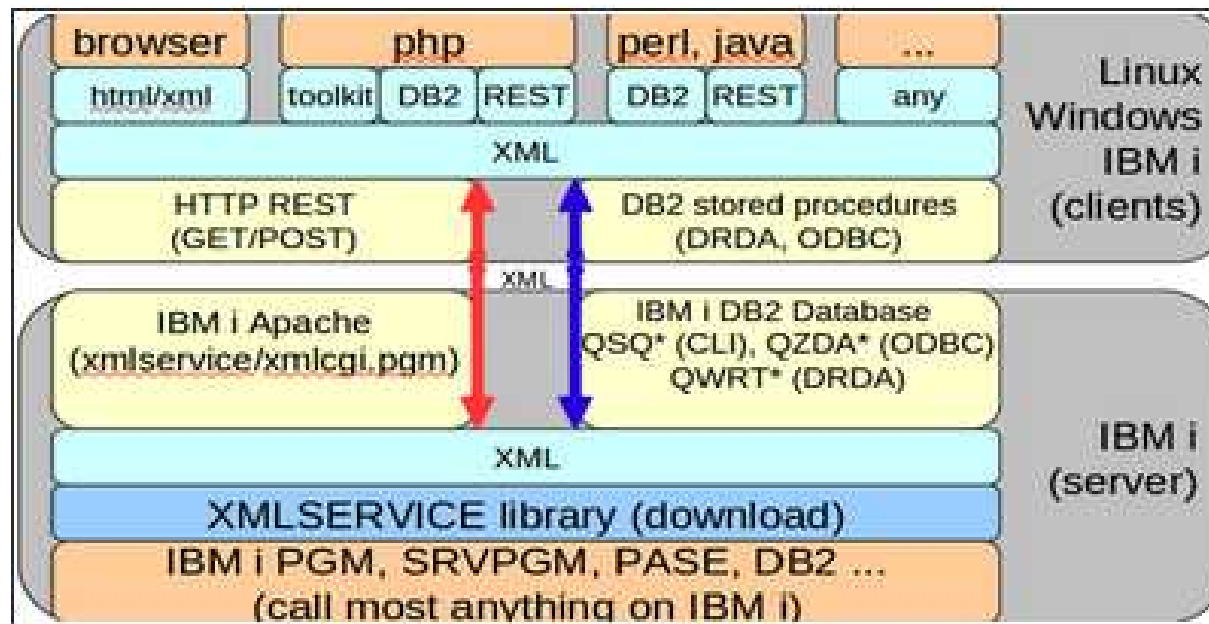 browser
php
perl, java
...
html/xml
toolkit
DB2
REST
DB2
REST
any
XML
HTTP REST
(GET/POST)
DB2 stored procedures
(DRDA, ODBC)
Linux
Windows
IBM i
(clients)
XML
IBM i Apache
(xmlservice/xmlcgi.pgm)
IBM i DB2 Database
QSQ* (CLI), QZDA* (ODBC)
QWRT* (DRDA)
XML
XMLSERVICE library (download)
IBM i PGM, SRVPGM, PASE, DB2 ...
(call most anything on IBM i)
IBM i
(server)